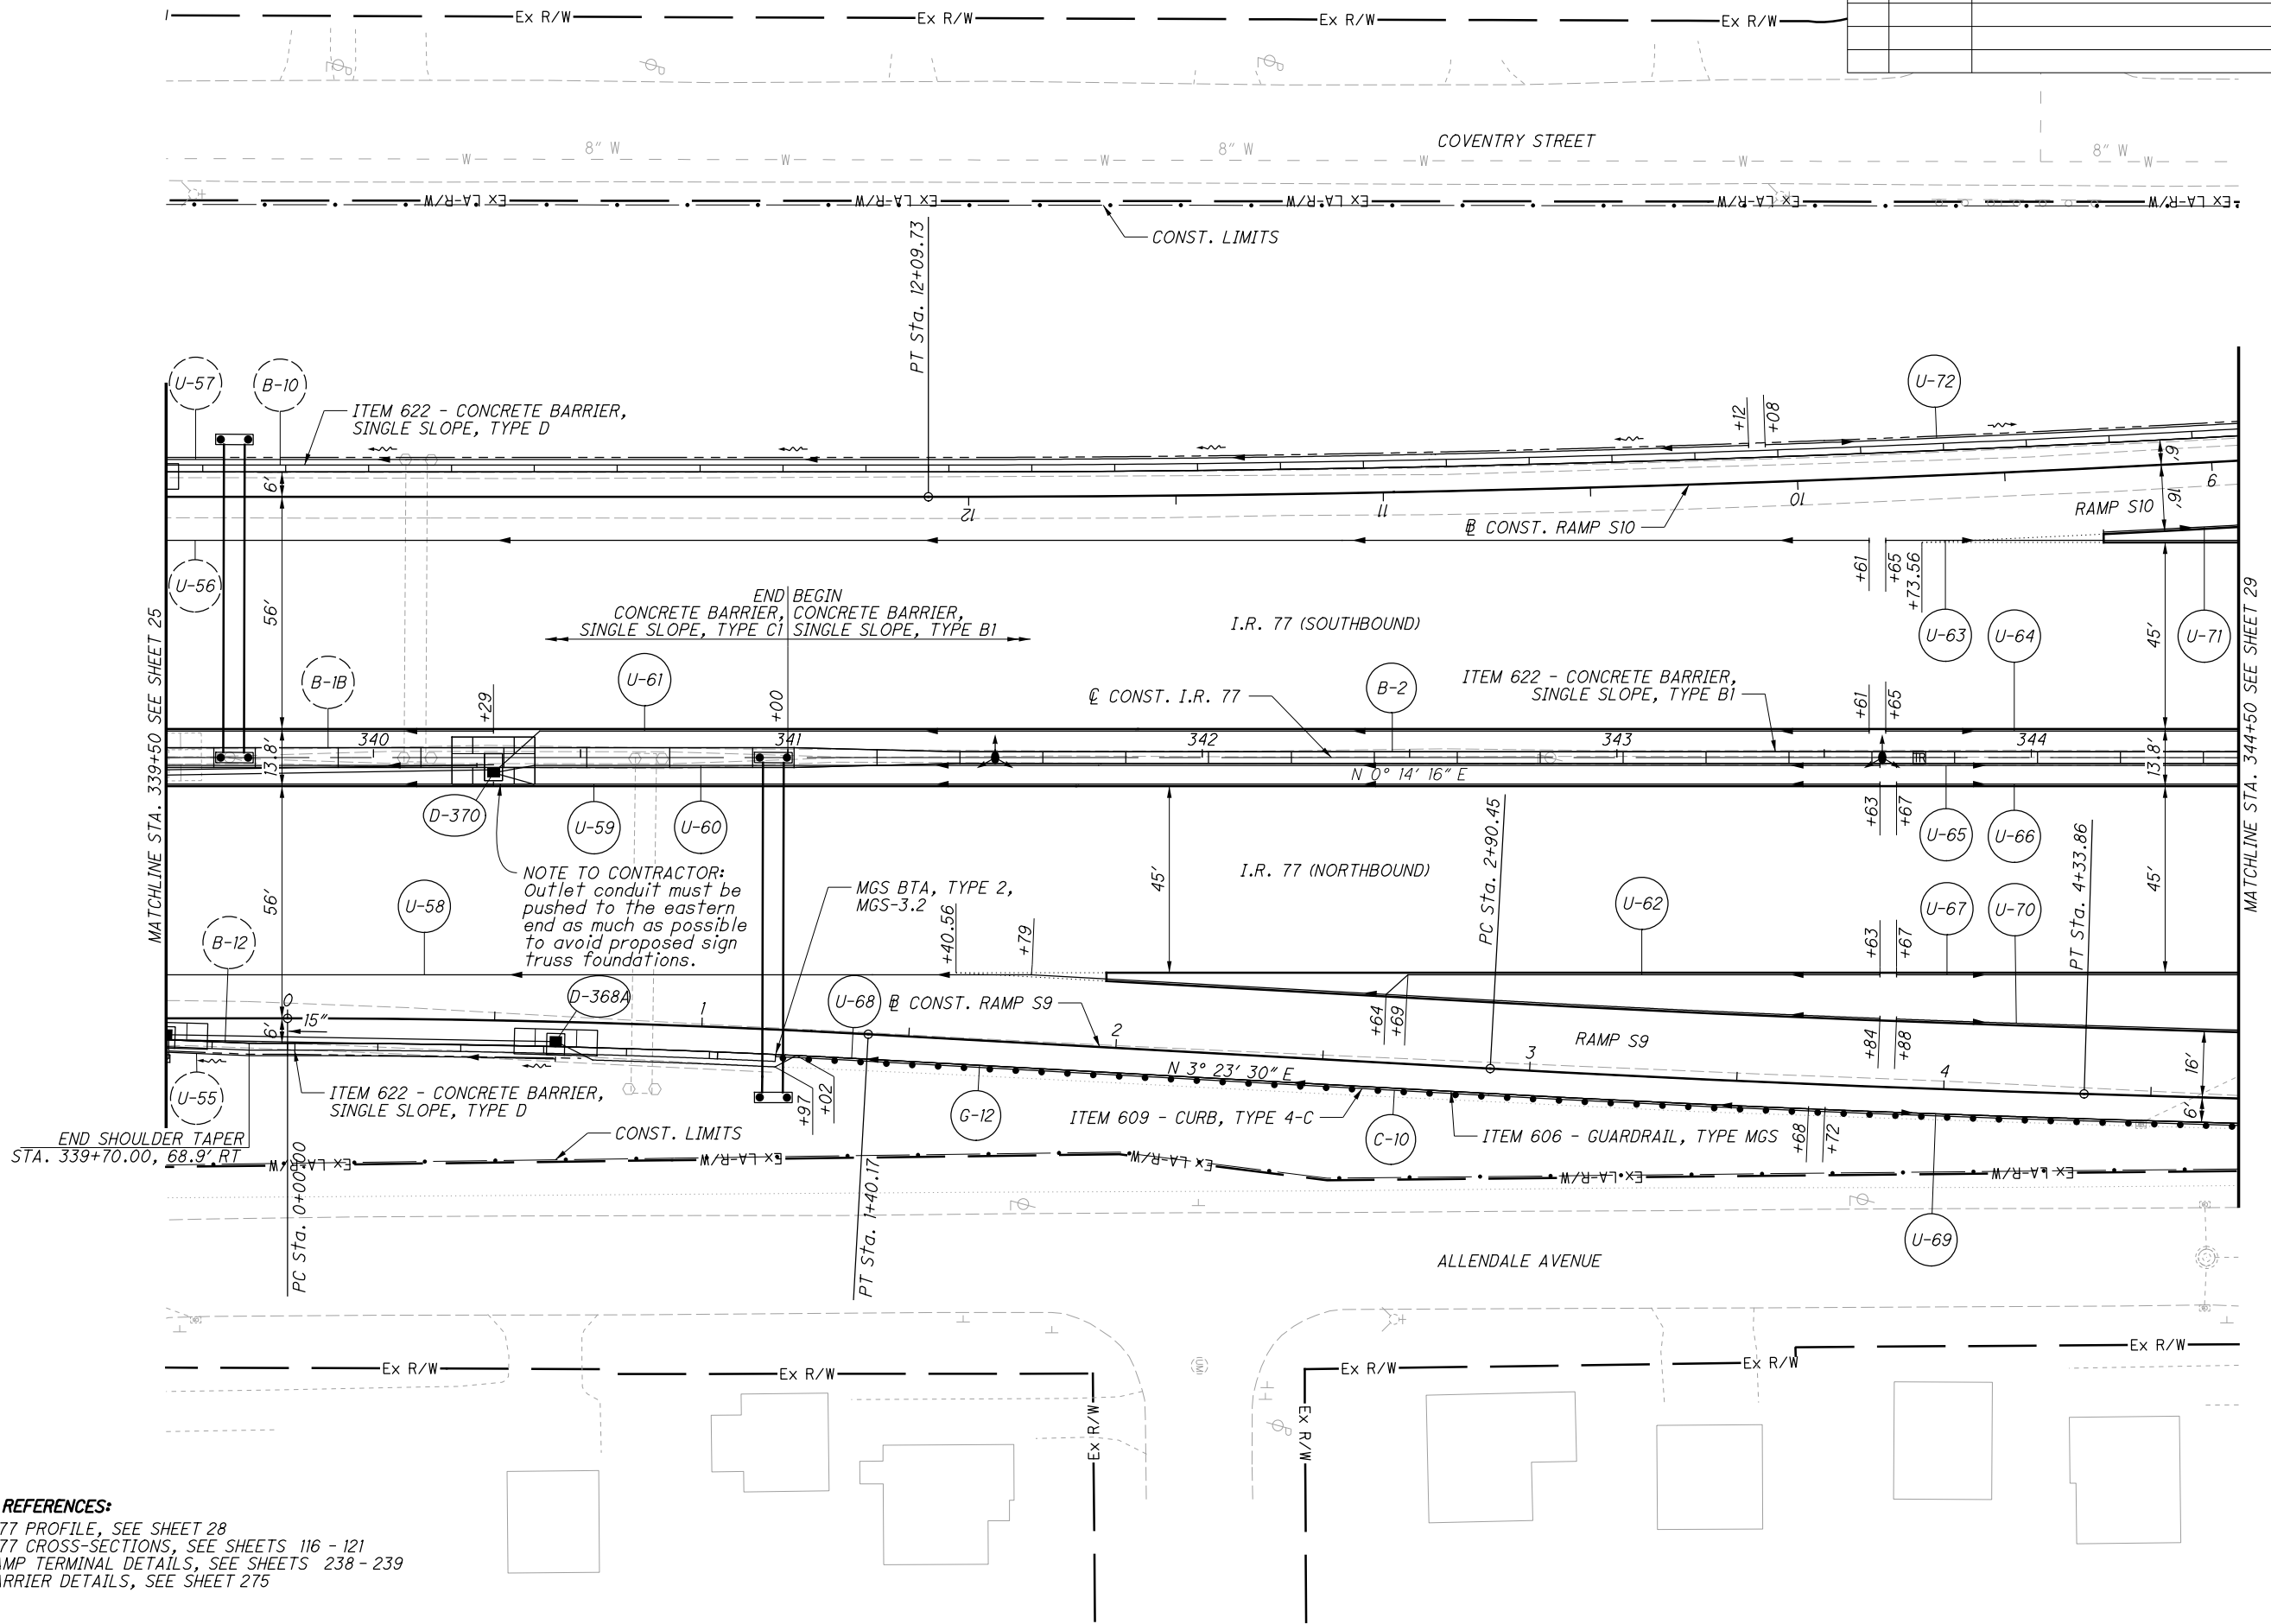 Ex R/W
Ex R/W
Ex R/W
Ex R/W
COVENTRY STREET
8" W
W
W
8" W
W
W
W
8" W
W
Ex LA-R/W
Ex LA-R/W
Ex LA-R/W
Ex LA-R/W
Ex LA-R/W
CONST. LIMITS
PT Sta. 12+09.73
U-57
B-10
ITEM 622 - CONCRETE BARRIER,
SINGLE SLOPE, TYPE D
+12
+08
U-72
6'
6'
16'
12
11
10
9
RAMP S10
B CONST. RAMP S10
U-56
56'
+61
+65
+73.56
U-63
U-64
45'
U-71
MATCHLINE STA. 339+50 SEE SHEET 25
MATCHLINE STA. 344+50 SEE SHEET 29
END BEGIN
CONCRETE BARRIER, CONCRETE BARRIER,
SINGLE SLOPE, TYPE C1 SINGLE SLOPE, TYPE B1
I.R. 77 (SOUTHBOUND)
B-1B
+29
U-61
+00
℄ CONST. I.R. 77
B-2
ITEM 622 - CONCRETE BARRIER,
SINGLE SLOPE, TYPE B1
+61
+65
340
341
342
343
344
13.8'
13.8'
N 0° 14' 16" E
D-370
U-59
U-60
+63
+67
U-65
U-66
PC Sta. 2+90.45
PT Sta. 4+33.86
NOTE TO CONTRACTOR:
Outlet conduit must be
pushed to the eastern
end as much as possible
to avoid proposed sign
truss foundations.
56'
U-58
B-12
MGS BTA, TYPE 2,
MGS-3.2
I.R. 77 (NORTHBOUND)
45'
45'
+40.56
+79
U-62
+63
+67
U-67
U-70
D-368A
U-68
B CONST. RAMP S9
0
1
2
3
4
15"
6'
+64
+69
RAMP S9
+84
+88
16'
6'
U-55
ITEM 622 - CONCRETE BARRIER,
SINGLE SLOPE, TYPE D
+97
+02
N 3° 23' 30" E
G-12
ITEM 609 - CURB, TYPE 4-C
C-10
ITEM 606 - GUARDRAIL, TYPE MGS
+68
+72
END SHOULDER TAPER
STA. 339+70.00, 68.9' RT
CONST. LIMITS
Ex LA-R/W
Ex LA-R/W
Ex LA-R/W
Ex LA-R/W
Ex LA-R/W
PC Sta. 0+00.00
PT Sta. 1+40.17
U-69
ALLENDALE AVENUE
Ex R/W
Ex R/W
Ex R/W
Ex R/W
Ex R/W
Ex R/W
Ex R/W
REFERENCES:
77 PROFILE, SEE SHEET 28
77 CROSS-SECTIONS, SEE SHEETS 116 - 121
AMP TERMINAL DETAILS, SEE SHEETS 238 - 239
ARRIER DETAILS, SEE SHEET 275